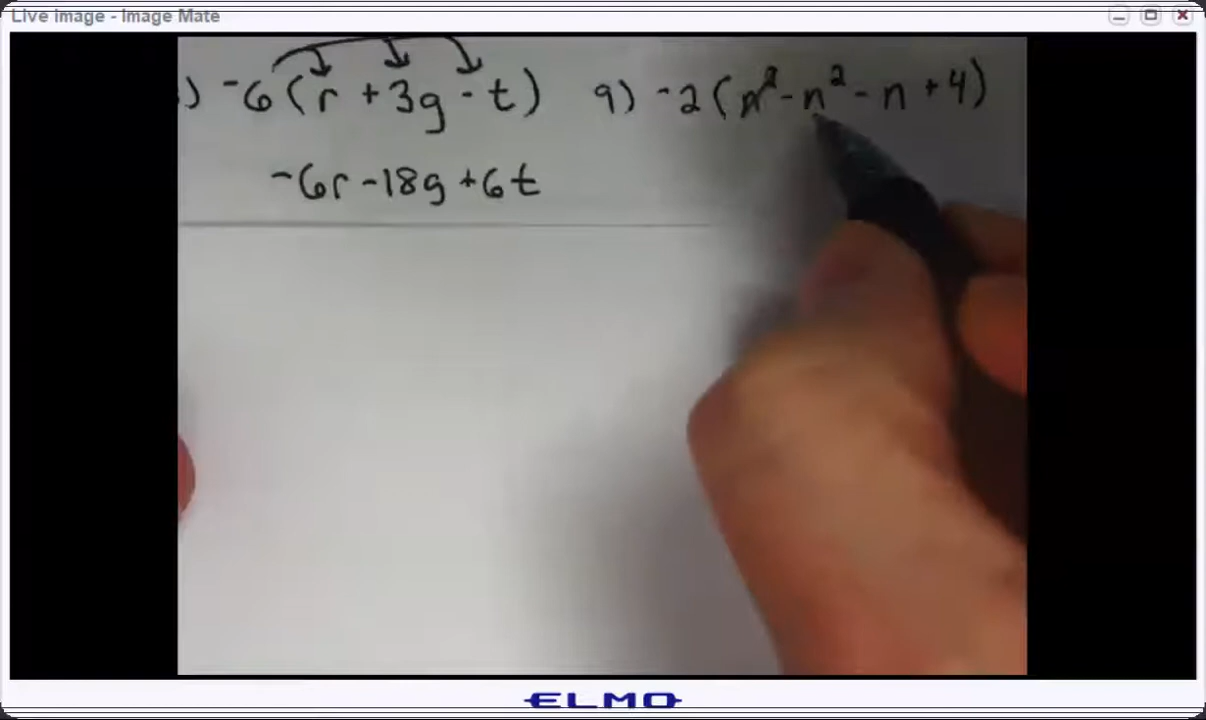 Live image - Image Mate
) -6(r + 3g - t)
-6r - 18g + 6t
9) -2(n² - n² - n + 4)
ELMO